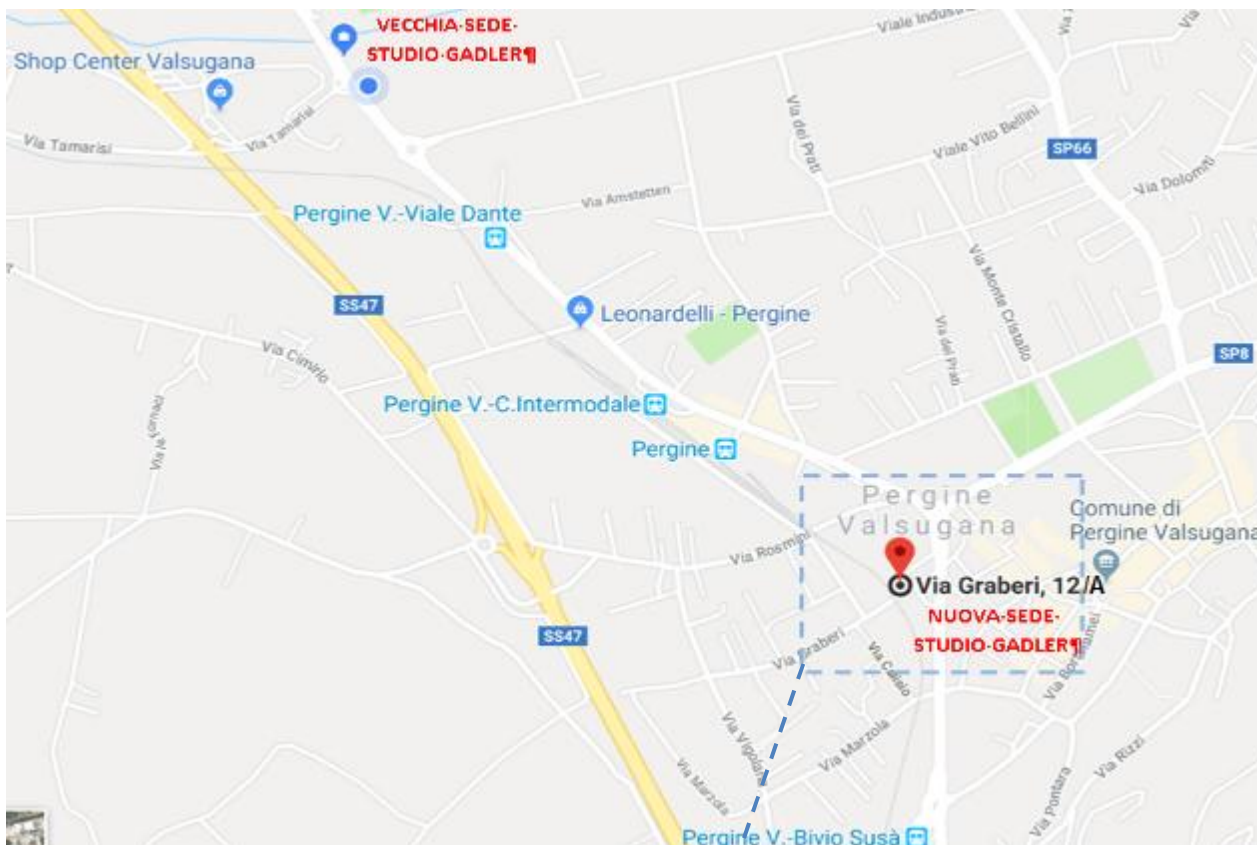 VECCHIA·SEDE·
STUDIO·GADLER¶
Shop Center Valsugana
Via Tamarisi
Via Tamarisi
Viale Industria
Via dei Prati
Viale Vito Bellini
SP66
Via Dolomiti
Via Amstetten
Pergine V.-Viale Dante
Via Monte Cristallo
SS47
Leonardelli - Pergine
Via Cimirlo
Via dei Prati
SP8
Pergine V.-C.Intermodale
Via le Fornaci
Pergine
Pergine
Valsugana
Comune di
Pergine Valsugana
Via Rosmini
Via Graberi, 12/A
NUOVA·SEDE·
STUDIO·GADLER¶
SS47
Via Graberi
Via Canopi
Via Marzola
Via Rizzi
Via Marzola
Via Pontara
Pergine V.-Bivio Susà